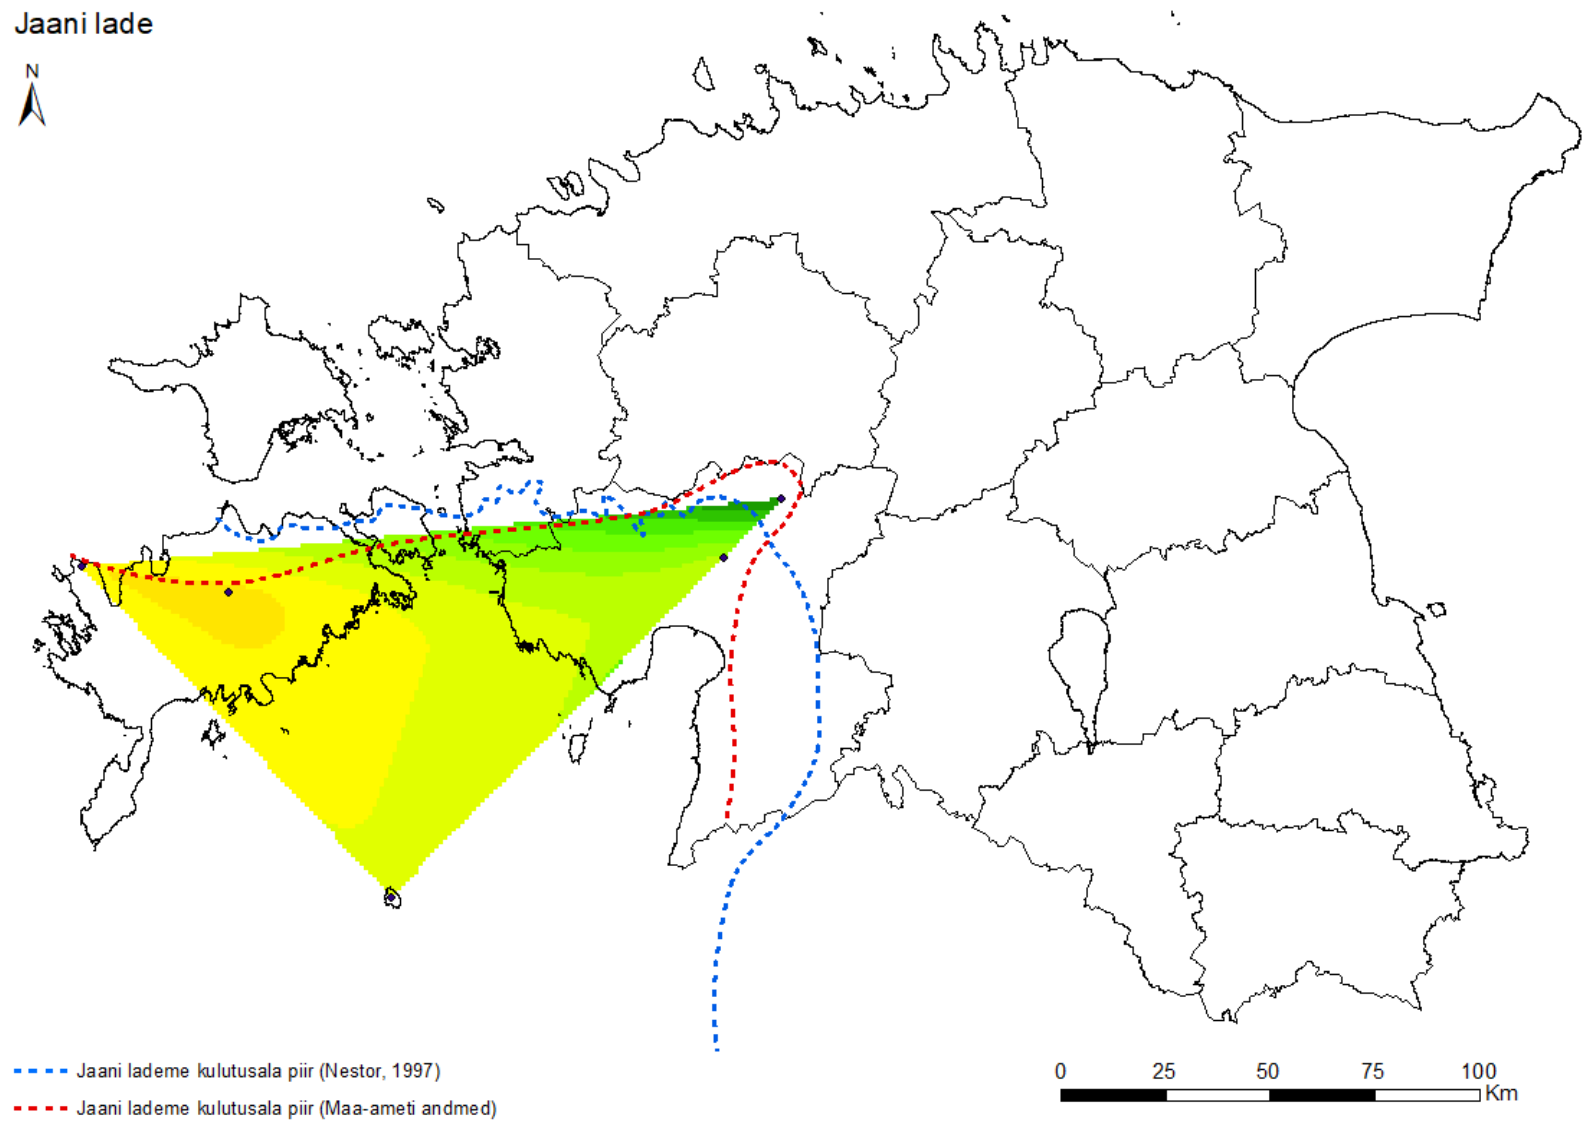 Jaani lade
N
Jaani lademe kulutusala piir (Nestor, 1997)
Jaani lademe kulutusala piir (Maa-ameti andmed)
0 25 50 75 100
Km